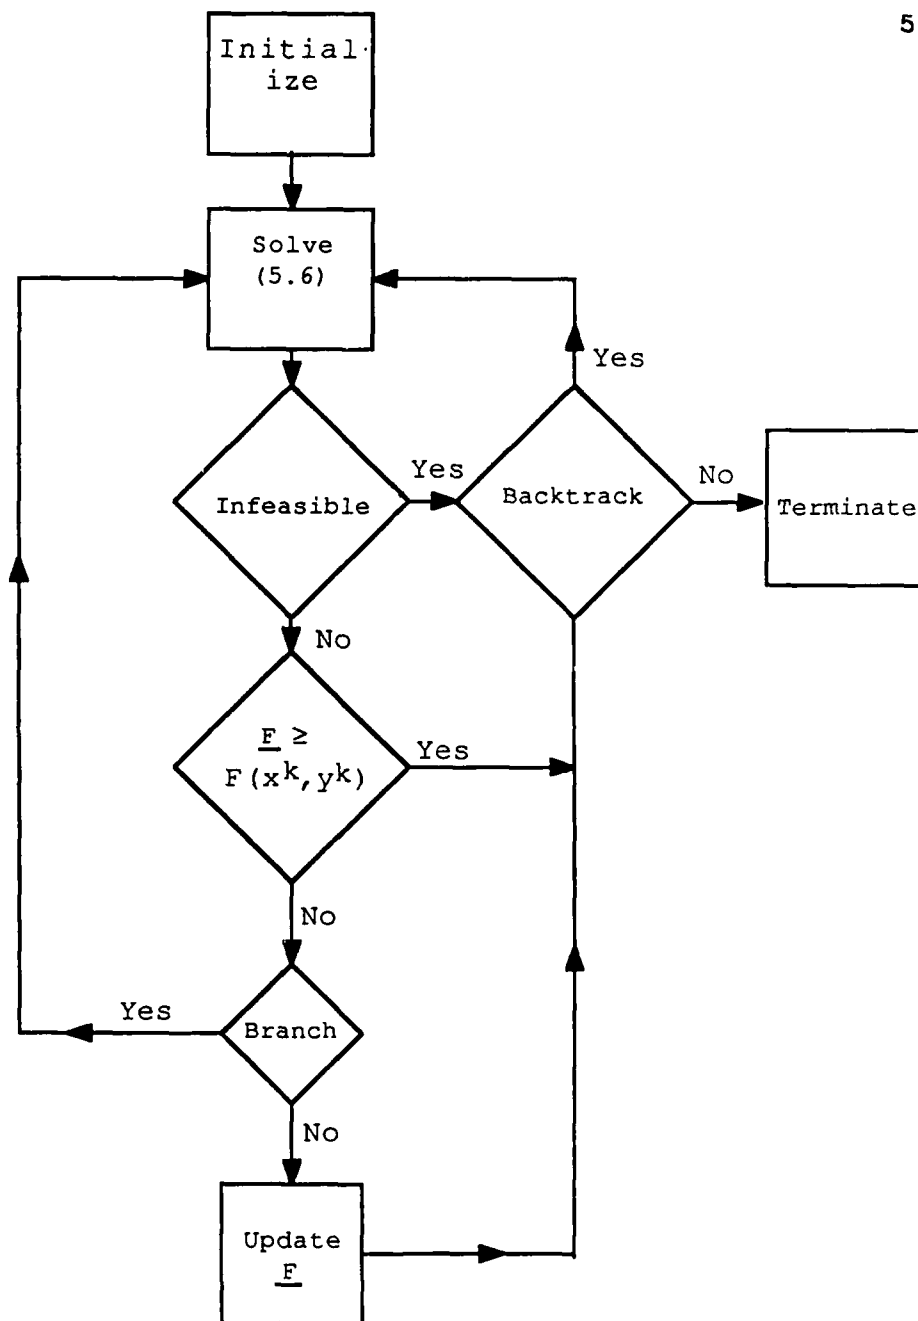 5
Initial-
ize
Solve
(5.6)
Yes
Infeasible
Yes
Backtrack
No
Terminate
No
F ≥
F(x^k,y^k)
Yes
No
Yes
Branch
No
Update
F